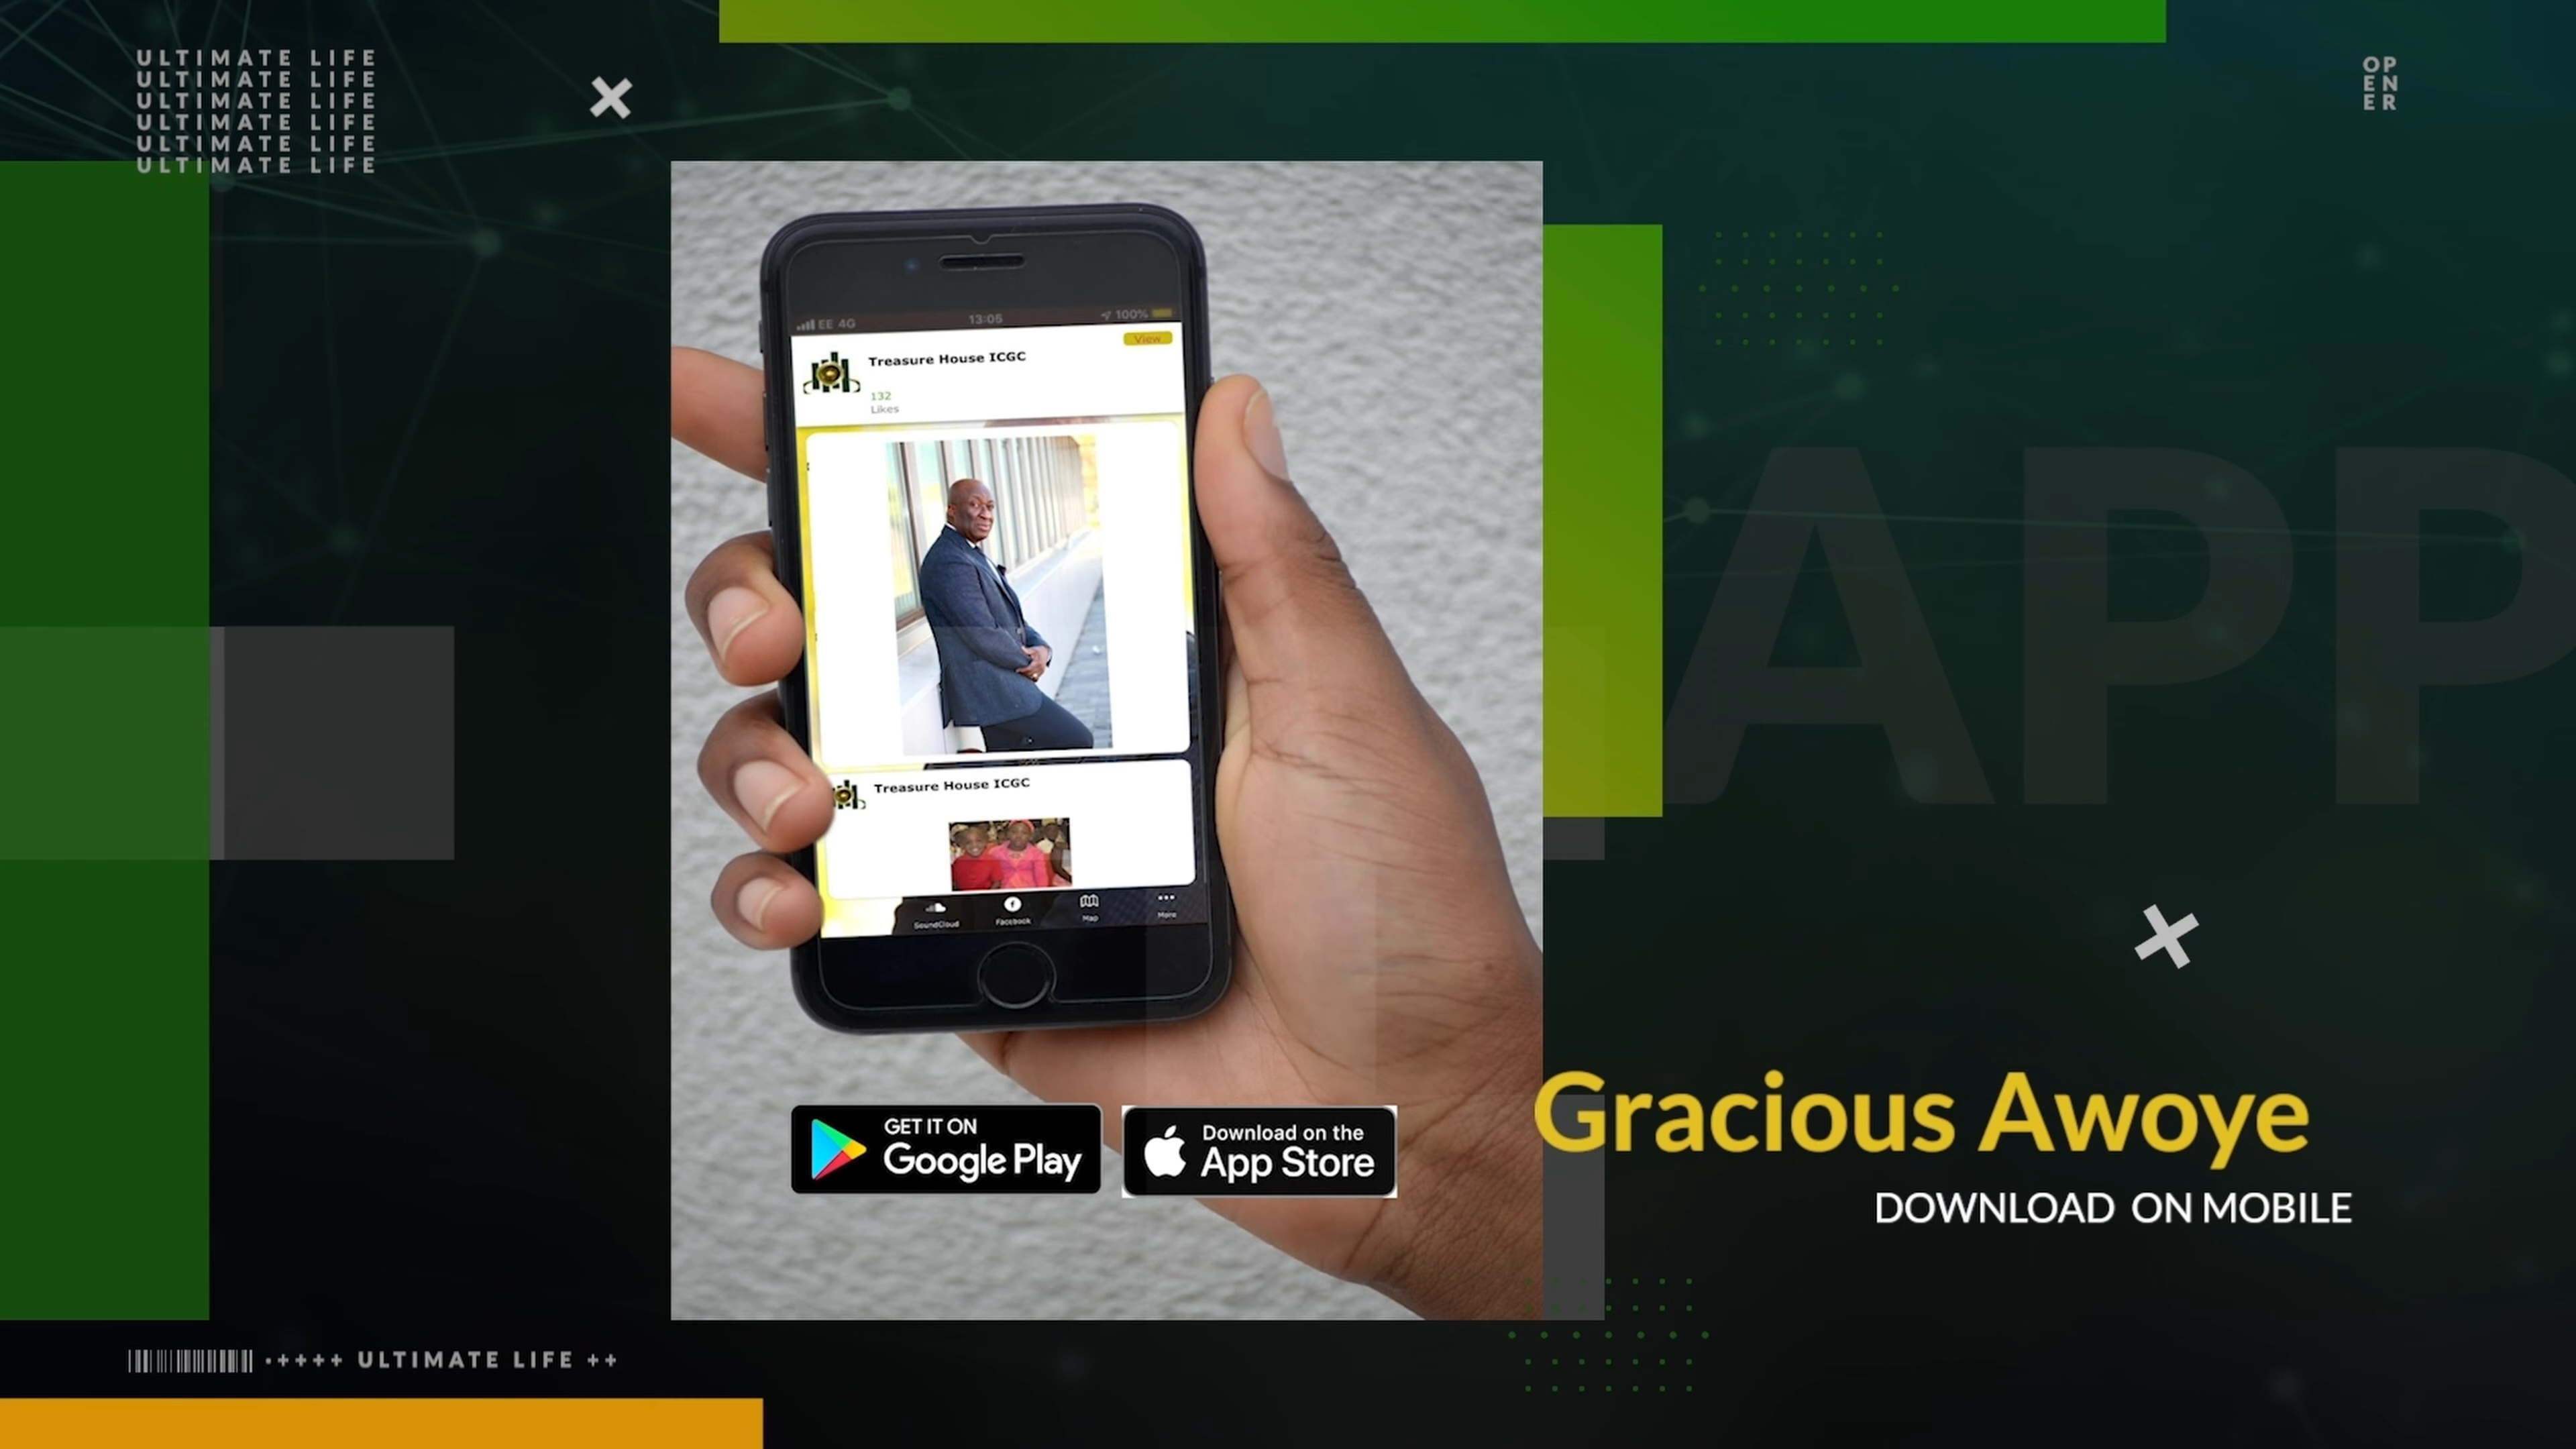 ULTIMATE LIFE
ULTIMATE LIFE
ULTIMATE LIFE
ULTIMATE LIFE
ULTIMATE LIFE
ULTIMATE LIFE
OP
EN
ER
EE 4G
13:05
100%
View
Treasure House ICGC
132
Likes
APP
Treasure House ICGC
SoundCloud
Facebook
Map
More
GET IT ON
Google Play
Download on the
App Store
Gracious Awoye
DOWNLOAD ON MOBILE
++++ ULTIMATE LIFE ++